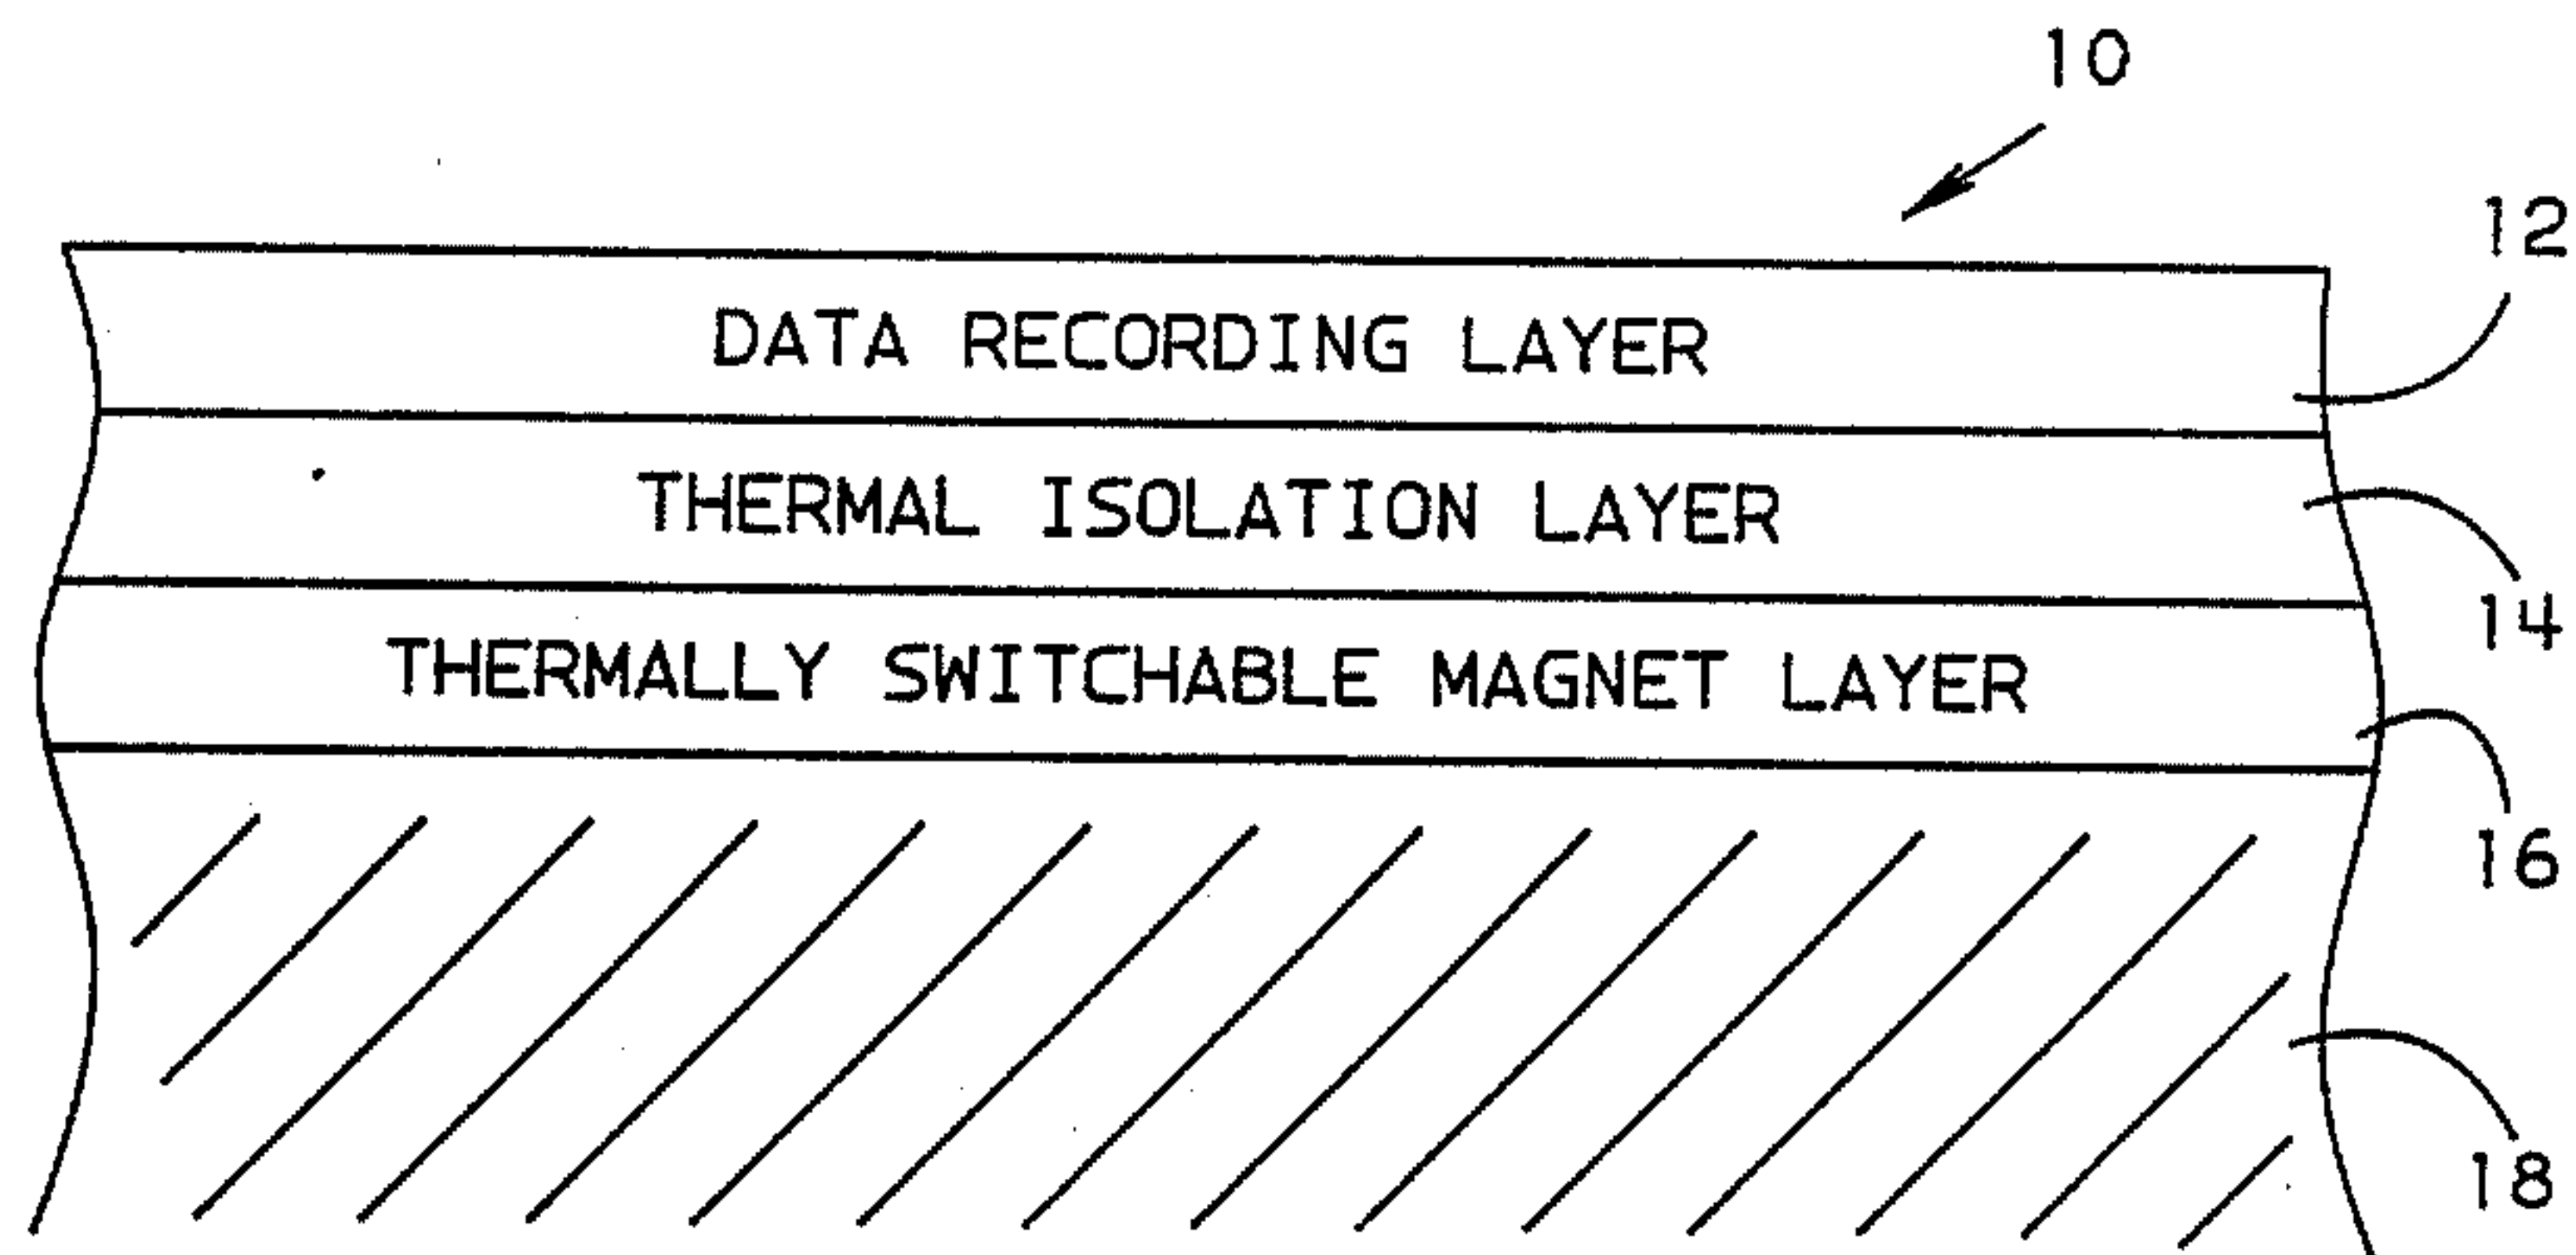 10
12
DATA RECORDING LAYER
THERMAL ISOLATION LAYER
14
THERMALLY SWITCHABLE MAGNET LAYER
16
18